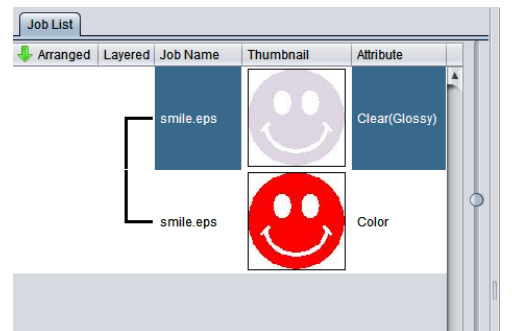 Job List
Arranged Layered Job Name Thumbnail Attribute
smile.eps Clear(Glossy)
smile.eps Color